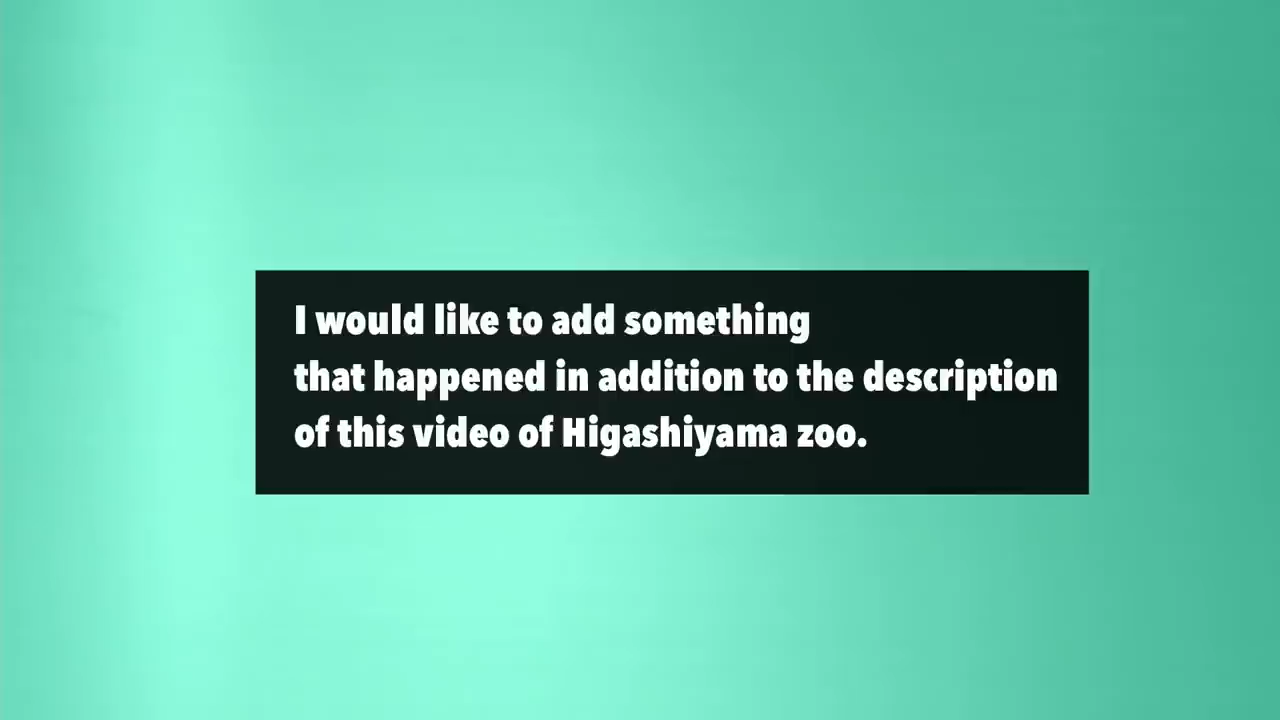 I would like to add something
that happened in addition to the description
of this video of Higashiyama zoo.